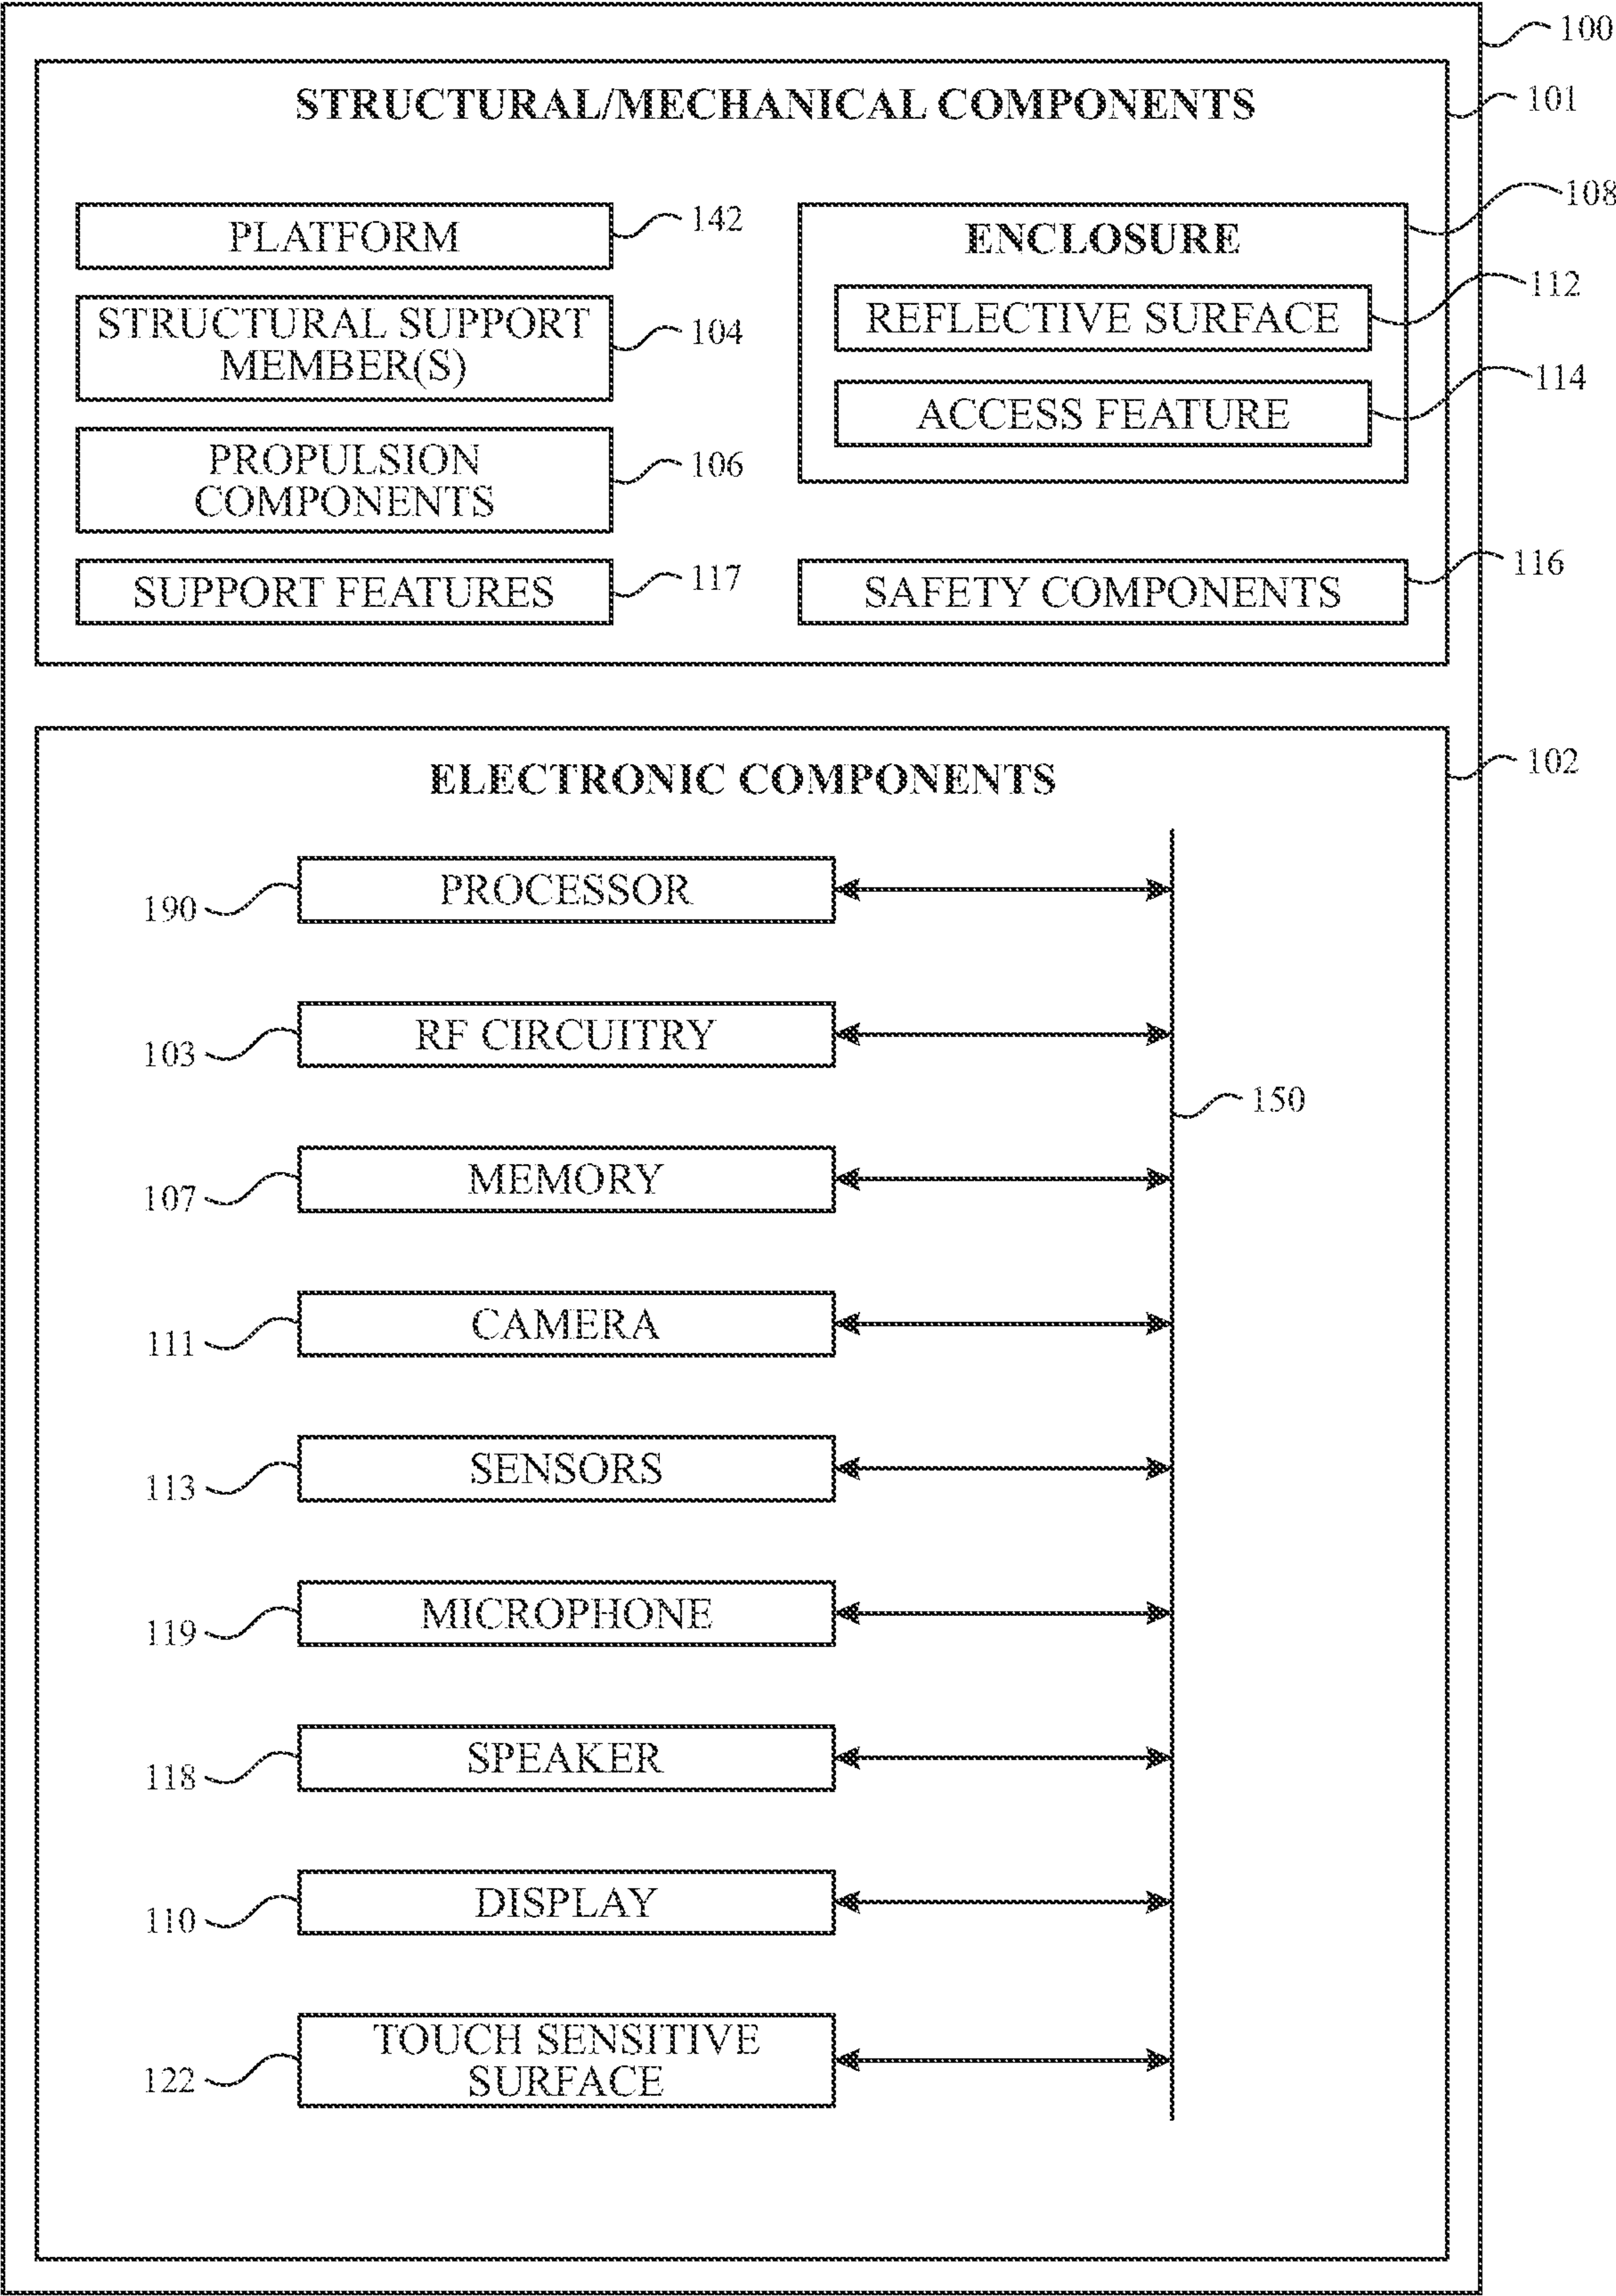 100
STRUCTURAL/MECHANICAL COMPONENTS
101
PLATFORM
142
STRUCTURAL SUPPORT
MEMBER(S)
104
PROPULSION
COMPONENTS
106
SUPPORT FEATURES
117
ENCLOSURE
108
REFLECTIVE SURFACE
112
ACCESS FEATURE
114
SAFETY COMPONENTS
116
ELECTRONIC COMPONENTS
102
190
PROCESSOR
103
RF CIRCUITRY
150
107
MEMORY
111
CAMERA
113
SENSORS
119
MICROPHONE
118
SPEAKER
110
DISPLAY
122
TOUCH SENSITIVE
SURFACE